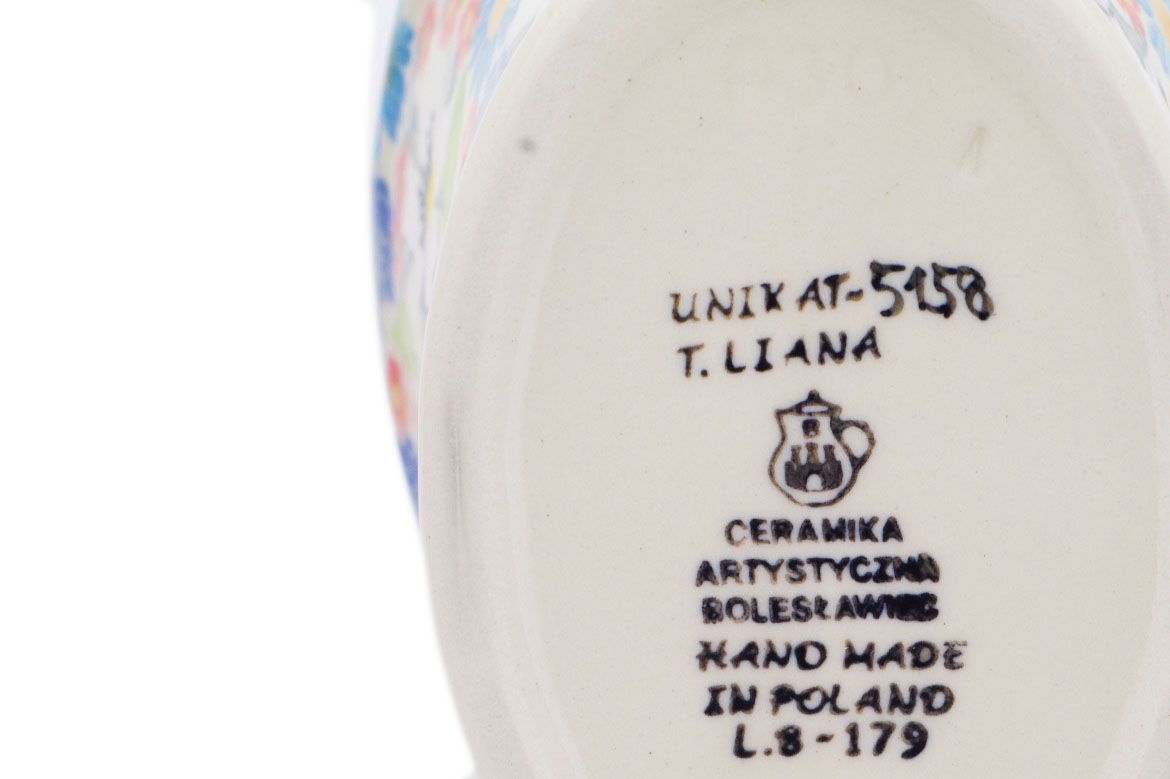 UNIKAT-5158
T. LIANA
CERAMIKA
ARTYSTYCZNA
BOLESŁAWIEC
HAND MADE
IN POLAND
L.8-179